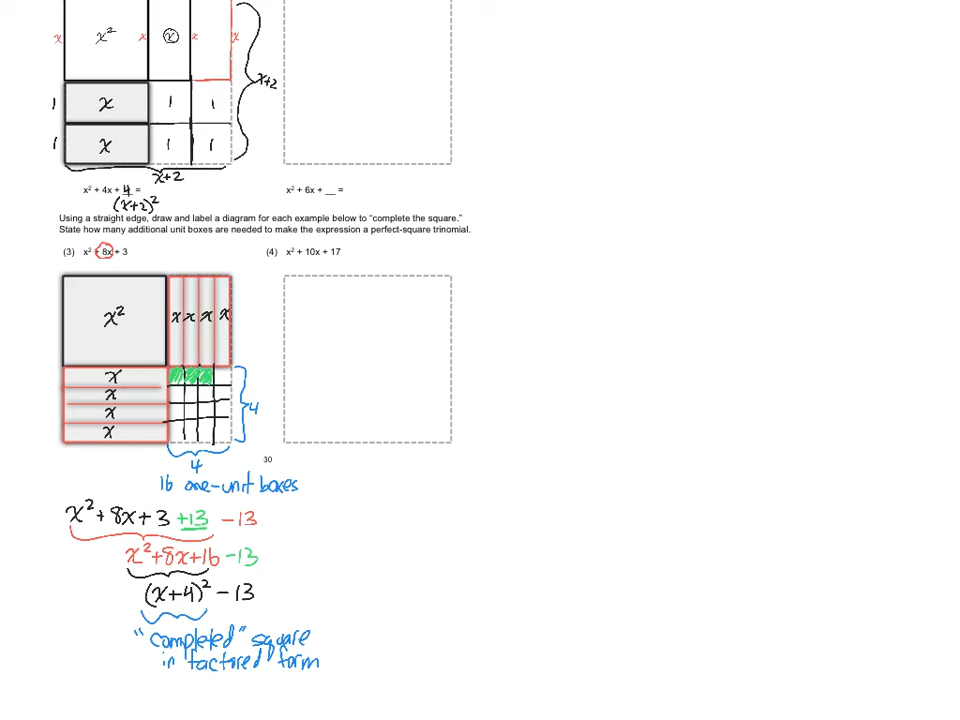 x x² x x x x
x+2
1 x 1 1
1 x 1 1
x+2
x² + 4x + 4 = x² + 6x + __ =
(x+2)²
Using a straight edge, draw and label a diagram for each example below to “complete the square.”
State how many additional unit boxes are needed to make the expression a perfect-square trinomial.
(3) x² + 8x + 3 (4) x² + 10x + 17
x² x x x x
x
x
x 4
x
4
30
16 one-unit boxes
x² + 8x + 3 +13 -13
x² + 8x + 16 -13
(x+4)² - 13
"completed" square
in factored form